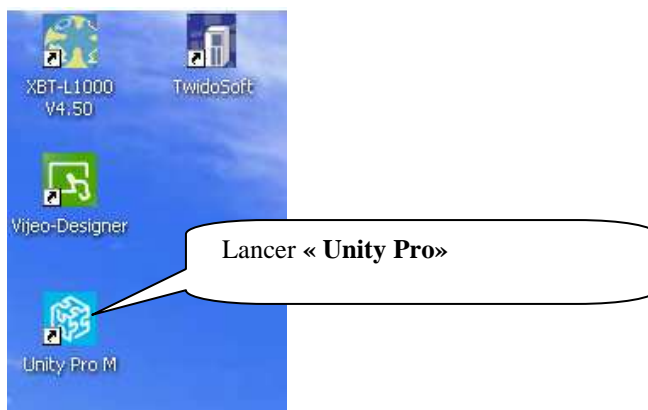 XBT-L1000
V4.50
TwidoSoft
Vijeo-Designer
Lancer « Unity Pro»
Unity Pro M